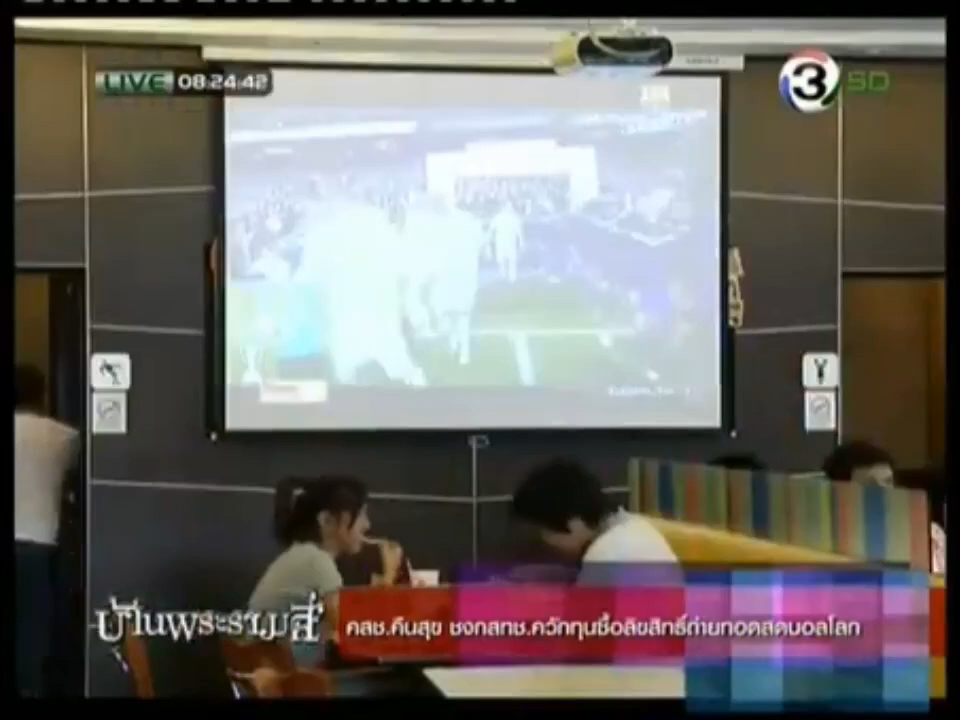 LIVE 08:24:42
3 SD
บ้านพระรามสี่
คสช.คืนสุข ชงกสทช.ควักทุนซื้อลิขสิทธิ์ถ่ายทอดสดบอลโลก